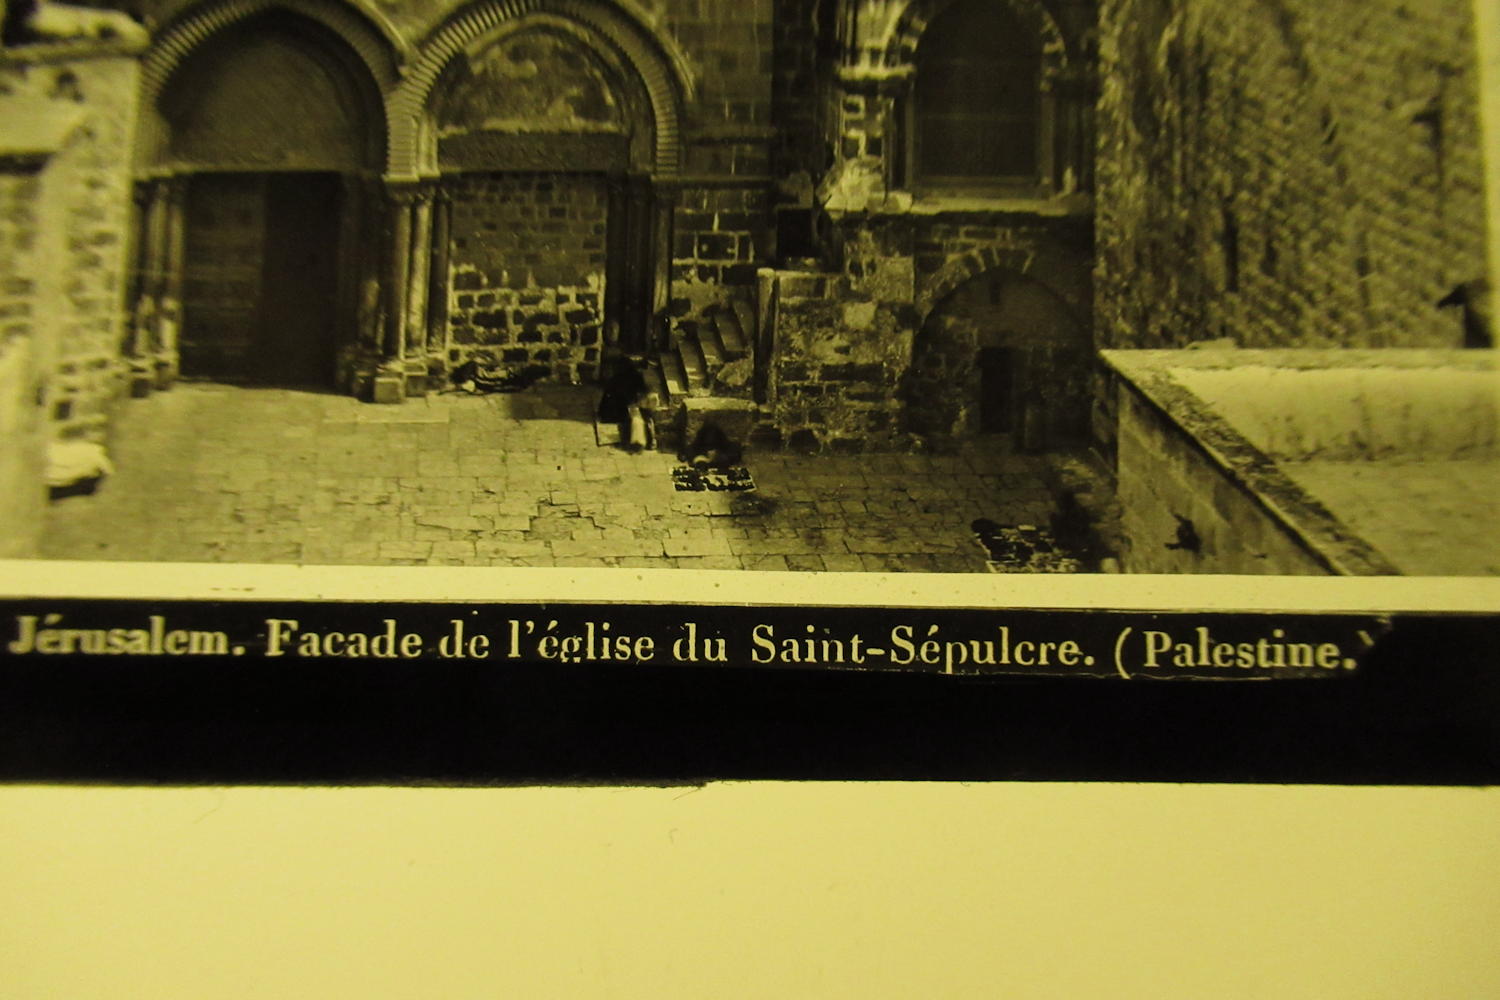 Jérusalem. Facade de l'église du Saint-Sépulcre. (Palestine.)